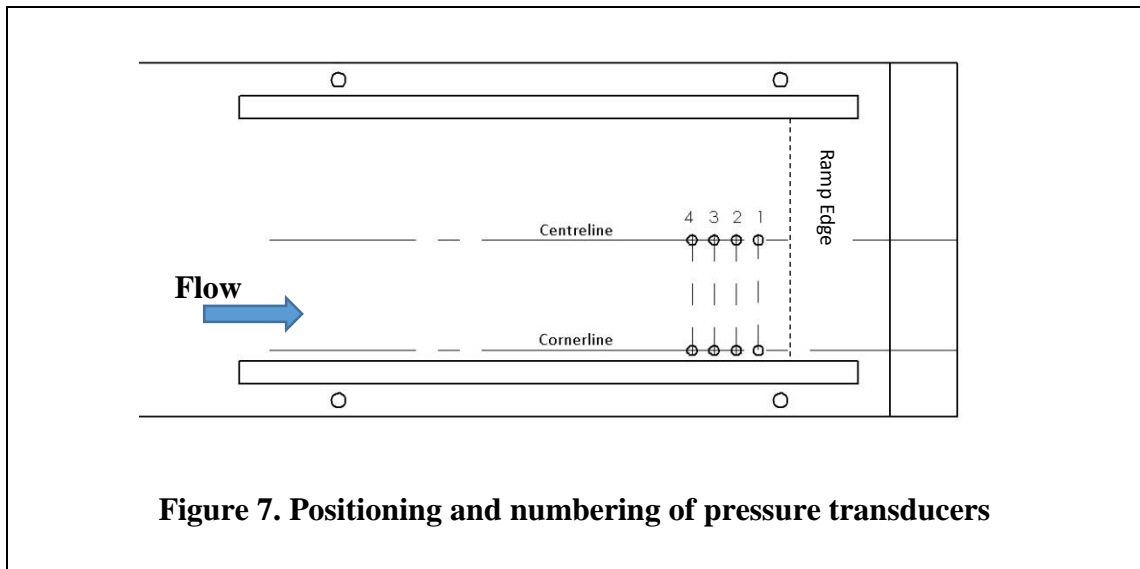 4 3 2 1
Ramp Edge
Centreline
Flow
Cornerline
Figure 7. Positioning and numbering of pressure transducers